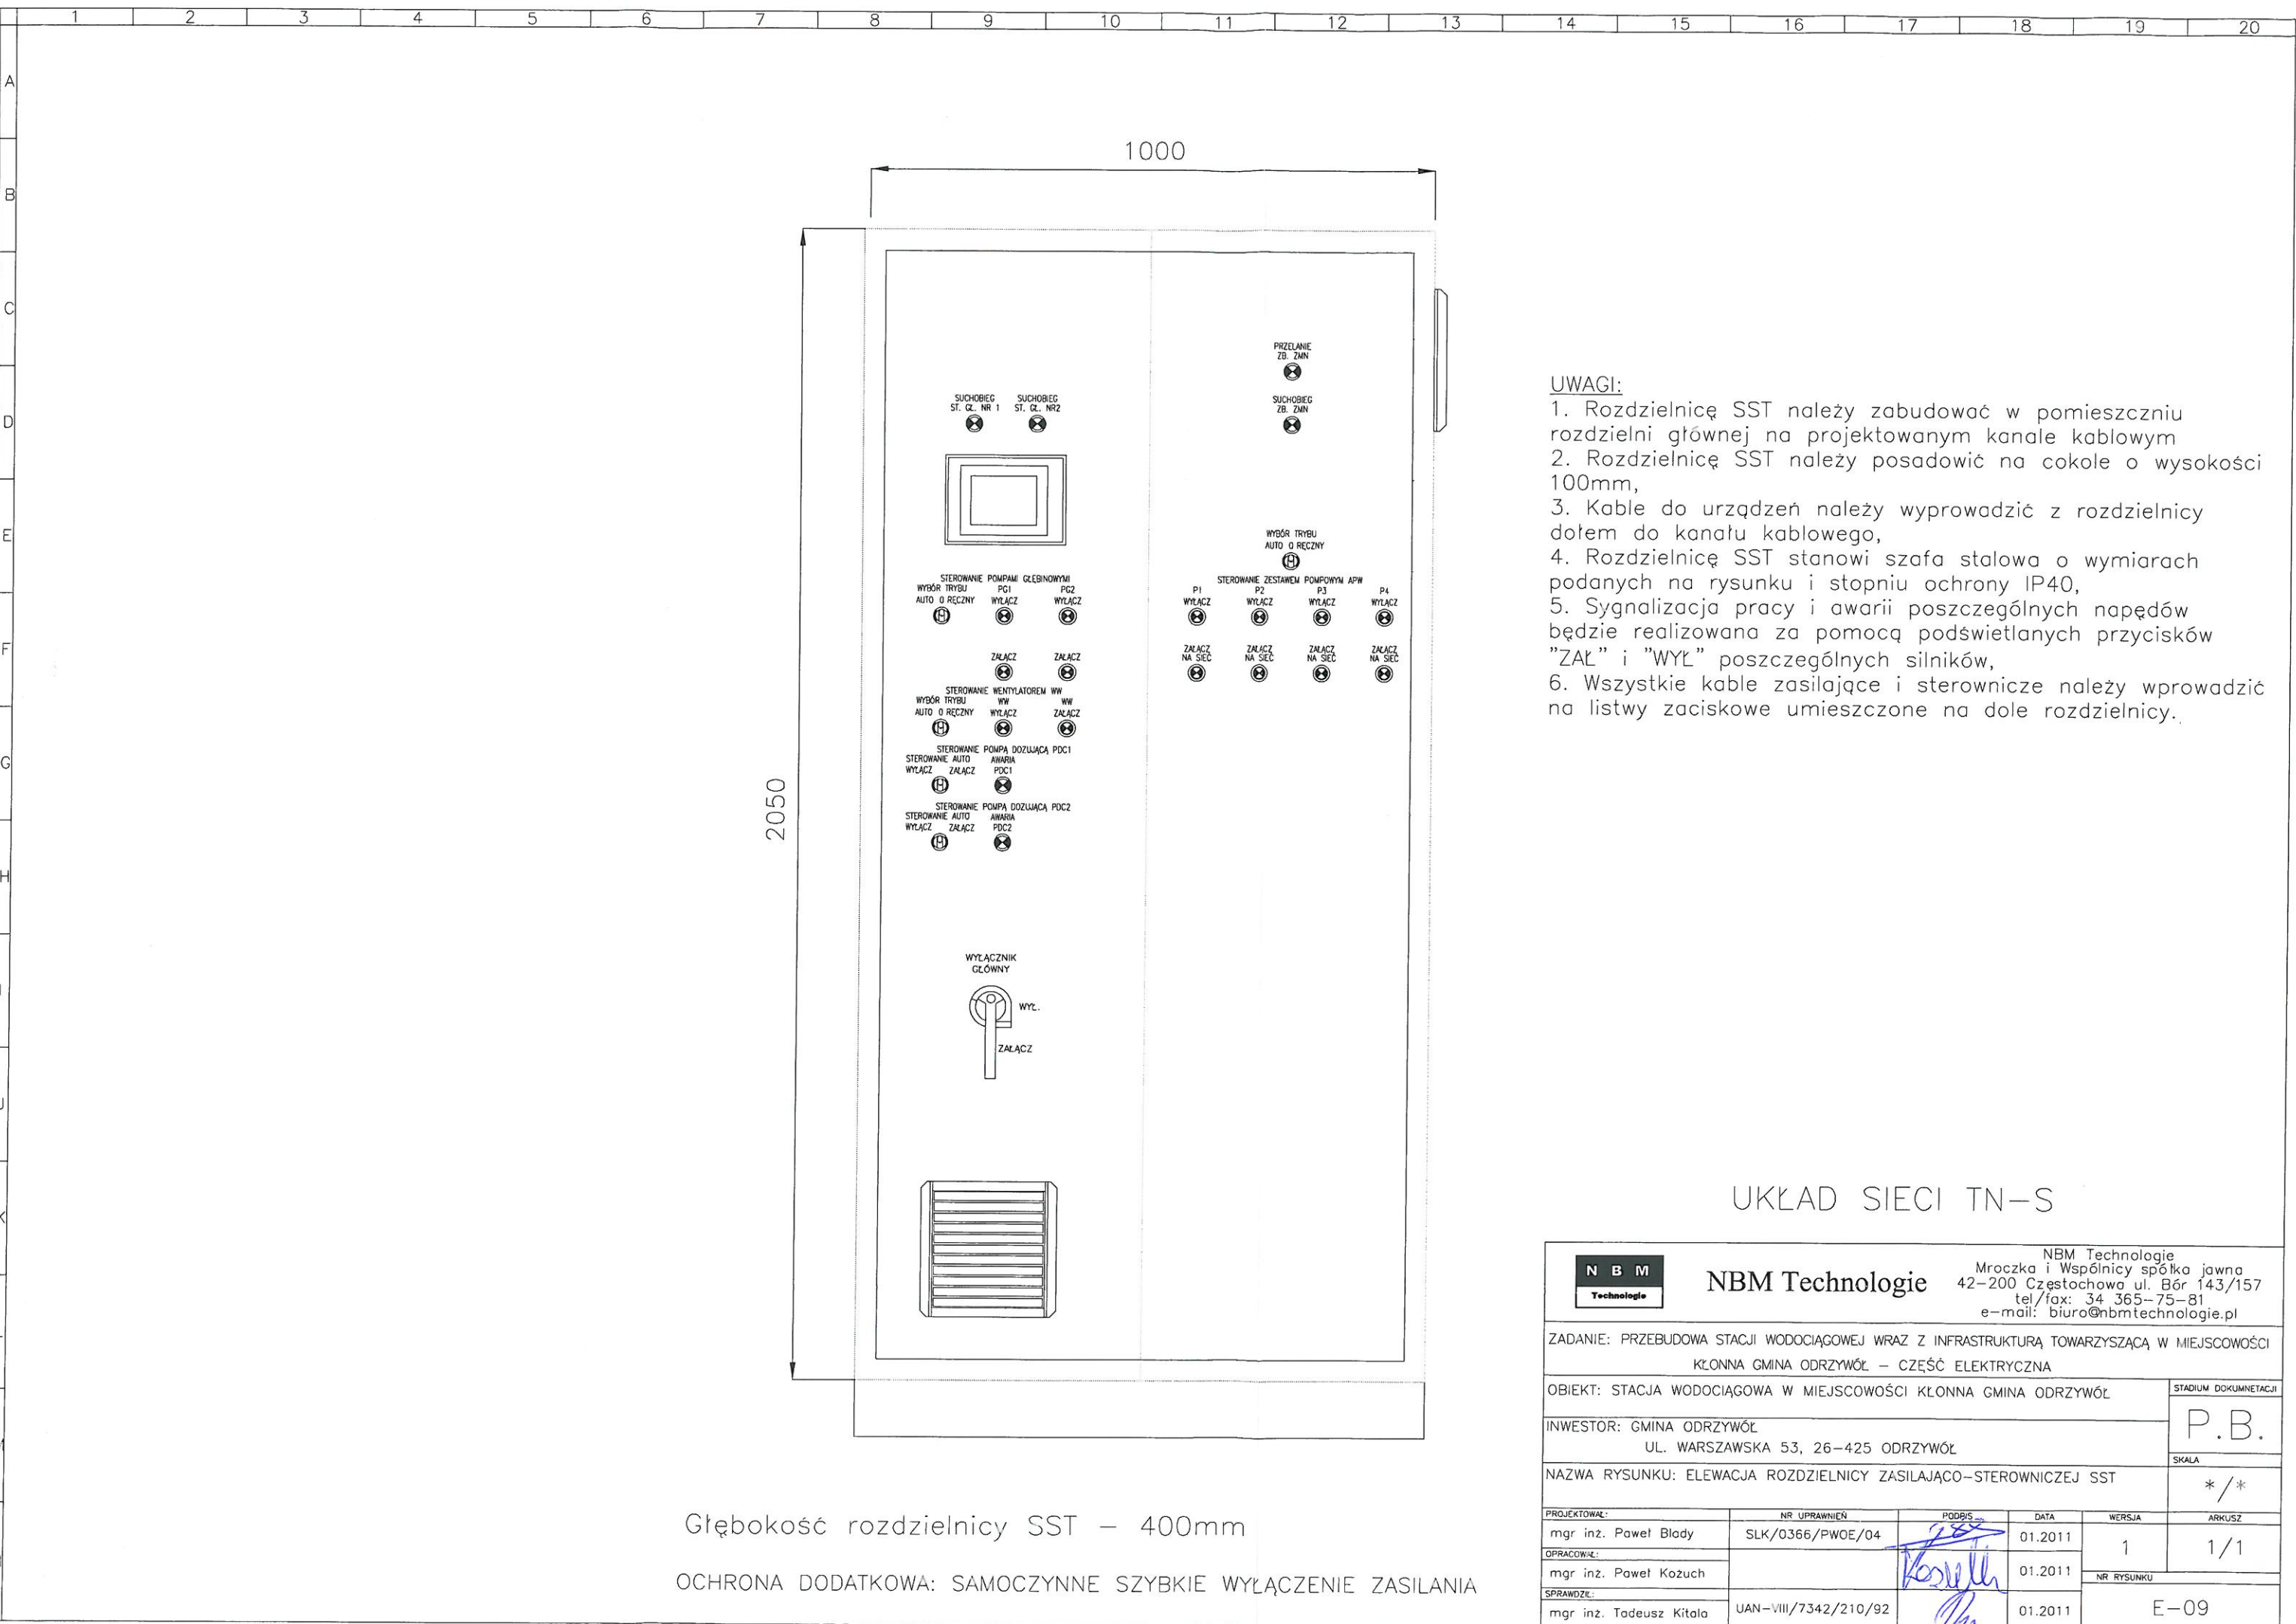 1 2 3 4 5 6 7 8 9 10 11 12 13 14 15 16 17 18 19 20
A
B
C
D
E
F
G
H
J
K
1000
2050
PRZELANIE
ZB. ZMN
SUCHOBIEG
ZB. ZMN
SUCHOBIEG
ST. GŁ. NR 1
SUCHOBIEG
ST. GŁ. NR2
WYBÓR TRYBU
AUTO 0 RĘCZNY
STEROWANIE ZESTAWEM POMPOWYM APW
P1 P2 P3 P4
WYŁĄCZ WYŁĄCZ WYŁĄCZ WYŁĄCZ
ZAŁĄCZ ZAŁĄCZ ZAŁĄCZ ZAŁĄCZ
NA SIEĆ NA SIEĆ NA SIEĆ NA SIEĆ
STEROWANIE POMPAMI GŁĘBINOWYMI
WYBÓR TRYBU PG1 PG2
AUTO 0 RĘCZNY WYŁĄCZ WYŁĄCZ
ZAŁĄCZ ZAŁĄCZ
STEROWANIE WENTYLATOREM WW
WYBÓR TRYBU WW WW
AUTO 0 RĘCZNY WYŁĄCZ ZAŁĄCZ
STEROWANIE POMPĄ DOZUJĄCĄ PDC1
STEROWANIE AUTO AWARIA
WYŁĄCZ ZAŁĄCZ PDC1
STEROWANIE POMPĄ DOZUJĄCĄ PDC2
STEROWANIE AUTO AWARIA
WYŁĄCZ ZAŁĄCZ PDC2
WYŁĄCZNIK
GŁÓWNY
WYŁ.
ZAŁĄCZ
UWAGI:
1. Rozdzielnicę SST należy zabudować w pomieszczniu
rozdzielni głównej na projektowanym kanale kablowym
2. Rozdzielnicę SST należy posadowić na cokole o wysokości
100mm,
3. Kable do urządzeń należy wyprowadzić z rozdzielnicy
dołem do kanału kablowego,
4. Rozdzielnicę SST stanowi szafa stalowa o wymiarach
podanych na rysunku i stopniu ochrony IP40,
5. Sygnalizacja pracy i awarii poszczególnych napędów
będzie realizowana za pomocą podświetlanych przycisków
"ZAŁ" i "WYŁ" poszczególnych silników,
6. Wszystkie kable zasilające i sterownicze należy wprowadzić
na listwy zaciskowe umieszczone na dole rozdzielnicy.
Głębokość rozdzielnicy SST – 400mm
OCHRONA DODATKOWA: SAMOCZYNNE SZYBKIE WYŁĄCZENIE ZASILANIA
UKŁAD SIECI TN-S
N B M
Technologie
NBM Technologie
NBM Technologie
Mroczka i Wspólnicy spółka jawna
42-200 Częstochowa ul. Bór 143/157
tel/fax: 34 365-75-81
e-mail: biuro@nbmtechnologie.pl
ZADANIE: PRZEBUDOWA STACJI WODOCIĄGOWEJ WRAZ Z INFRASTRUKTURĄ TOWARZYSZĄCĄ W MIEJSCOWOŚCI
KŁONNA GMINA ODRZYWÓŁ – CZĘŚĆ ELEKTRYCZNA
OBIEKT: STACJA WODOCIĄGOWA W MIEJSCOWOŚCI KŁONNA GMINA ODRZYWÓŁ
STADIUM DOKUMNETACJI
P.B.
INWESTOR: GMINA ODRZYWÓŁ
UL. WARSZAWSKA 53, 26-425 ODRZYWÓŁ
SKALA
*/*
NAZWA RYSUNKU: ELEWACJA ROZDZIELNICY ZASILAJĄCO-STEROWNICZEJ SST
PROJEKTOWAŁ: NR UPRAWNIEŃ PODPIS DATA WERSJA ARKUSZ
mgr inż. Paweł Blady SLK/0366/PWOE/04 01.2011 1 1/1
OPRACOWAŁ:
mgr inż. Paweł Kożuch 01.2011
NR RYSUNKU
SPRAWDZIŁ:
mgr inż. Tadeusz Kitala UAN-VIII/7342/210/92 01.2011 E-09